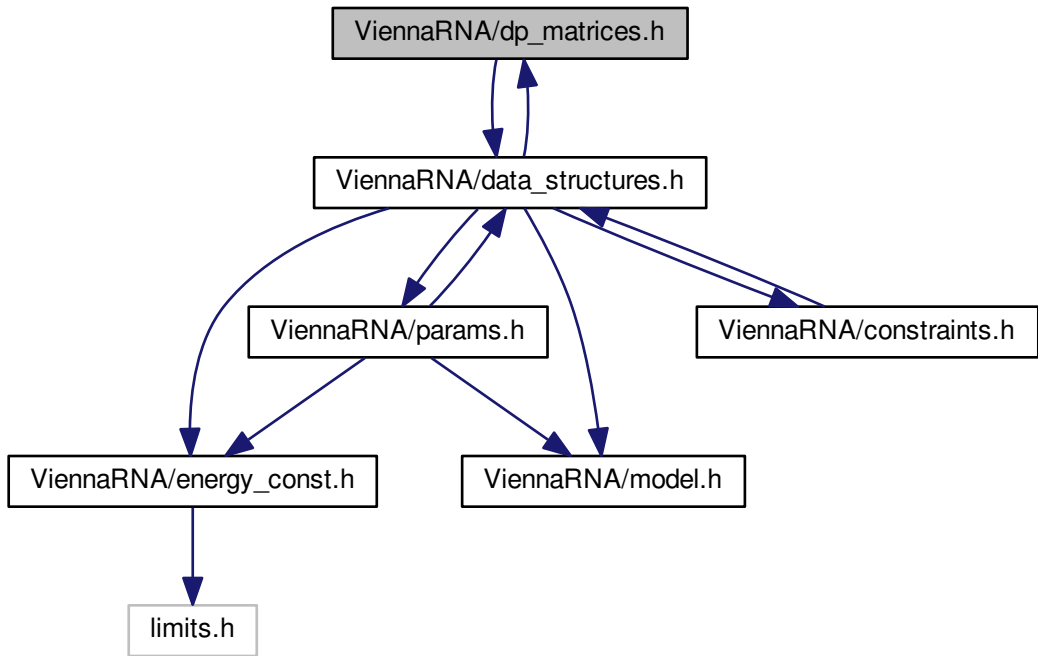 ViennaRNA/dp_matrices.h
ViennaRNA/data_structures.h
ViennaRNA/params.h
ViennaRNA/constraints.h
ViennaRNA/energy_const.h
ViennaRNA/model.h
limits.h